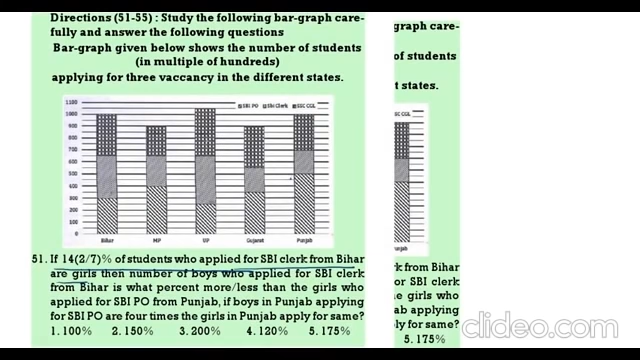 Directions (51-55) : Study the following bar-graph care-
fully and answer the following questions
Bar-graph given below shows the number of students
(in multiple of hundreds)
applying for three vaccancy in the different states.
1100
1000
900
800
700
600
500
400
300
200
100
0
SBI PO SBI Clerk SSC CGL
Bihar MP UP Gujarat Punjab
51. If 14(2/7)% of students who applied for SBI clerk from Bihar
are girls then number of boys who applied for SBI clerk
from Bihar is what percent more/less than the girls who
applied for SBI PO from Punjab, if boys in Punjab applying
for SBI PO are four times the girls in Punjab apply for same?
1. 100% 2. 150% 3. 200% 4. 120% 5. 175%
graph care-
of students
t states.
SSC CGL
Punjab
rk from Bihar
or SBI clerk
e girls who
ab applying
ly for same?
5. 175%
clideo.com